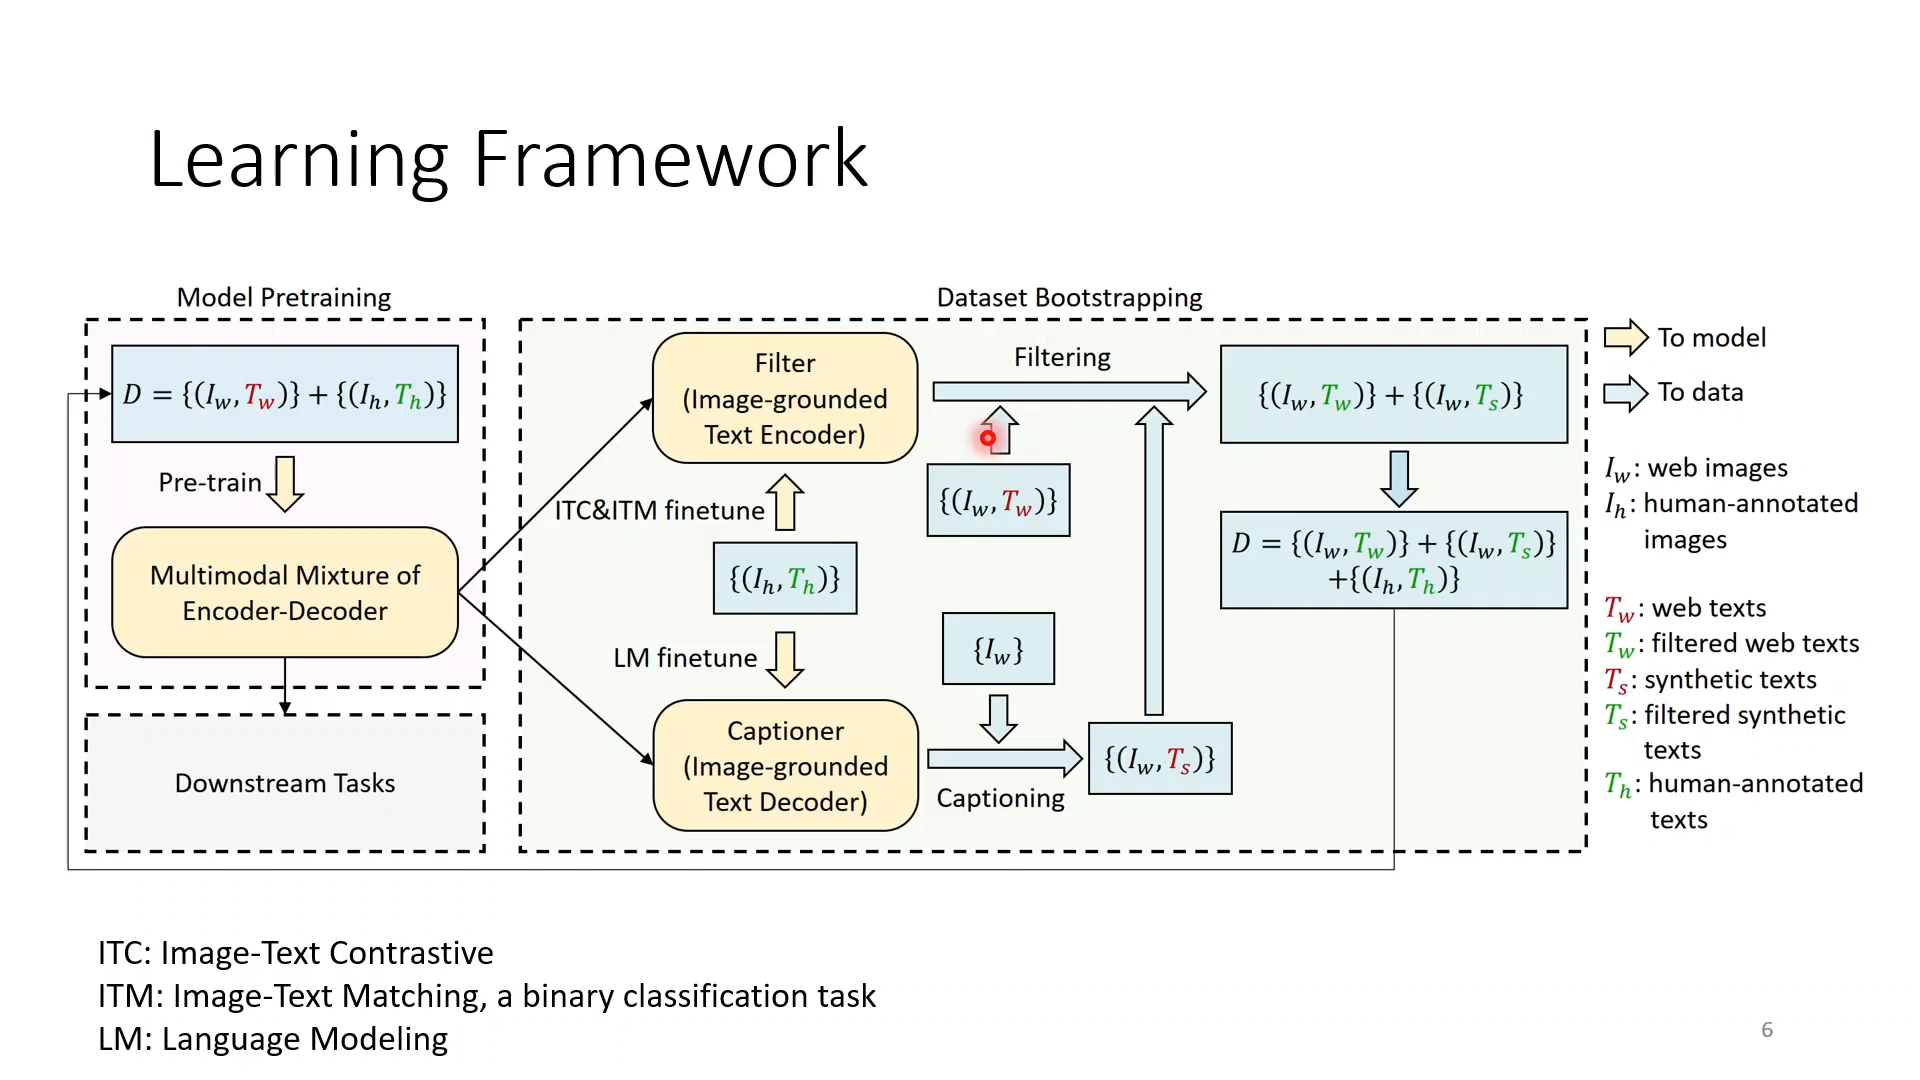 Learning Framework
Model Pretraining
D = {(I_w, T_w)} + {(I_h, T_h)}
Pre-train
Multimodal Mixture of
Encoder-Decoder
Downstream Tasks
Dataset Bootstrapping
Filter
(Image-grounded
Text Encoder)
ITC&ITM finetune
{(I_h, T_h)}
LM finetune
Captioner
(Image-grounded
Text Decoder)
Filtering
{(I_w, T_w)}
{I_w}
Captioning
{(I_w, T_s)}
{(I_w, T_w)} + {(I_w, T_s)}
D = {(I_w, T_w)} + {(I_w, T_s)}
+{(I_h, T_h)}
To model
To data
I_w: web images
I_h: human-annotated
images
T_w: web texts
T_w: filtered web texts
T_s: synthetic texts
T_s: filtered synthetic
texts
T_h: human-annotated
texts
ITC: Image-Text Contrastive
ITM: Image-Text Matching, a binary classification task
LM: Language Modeling
6